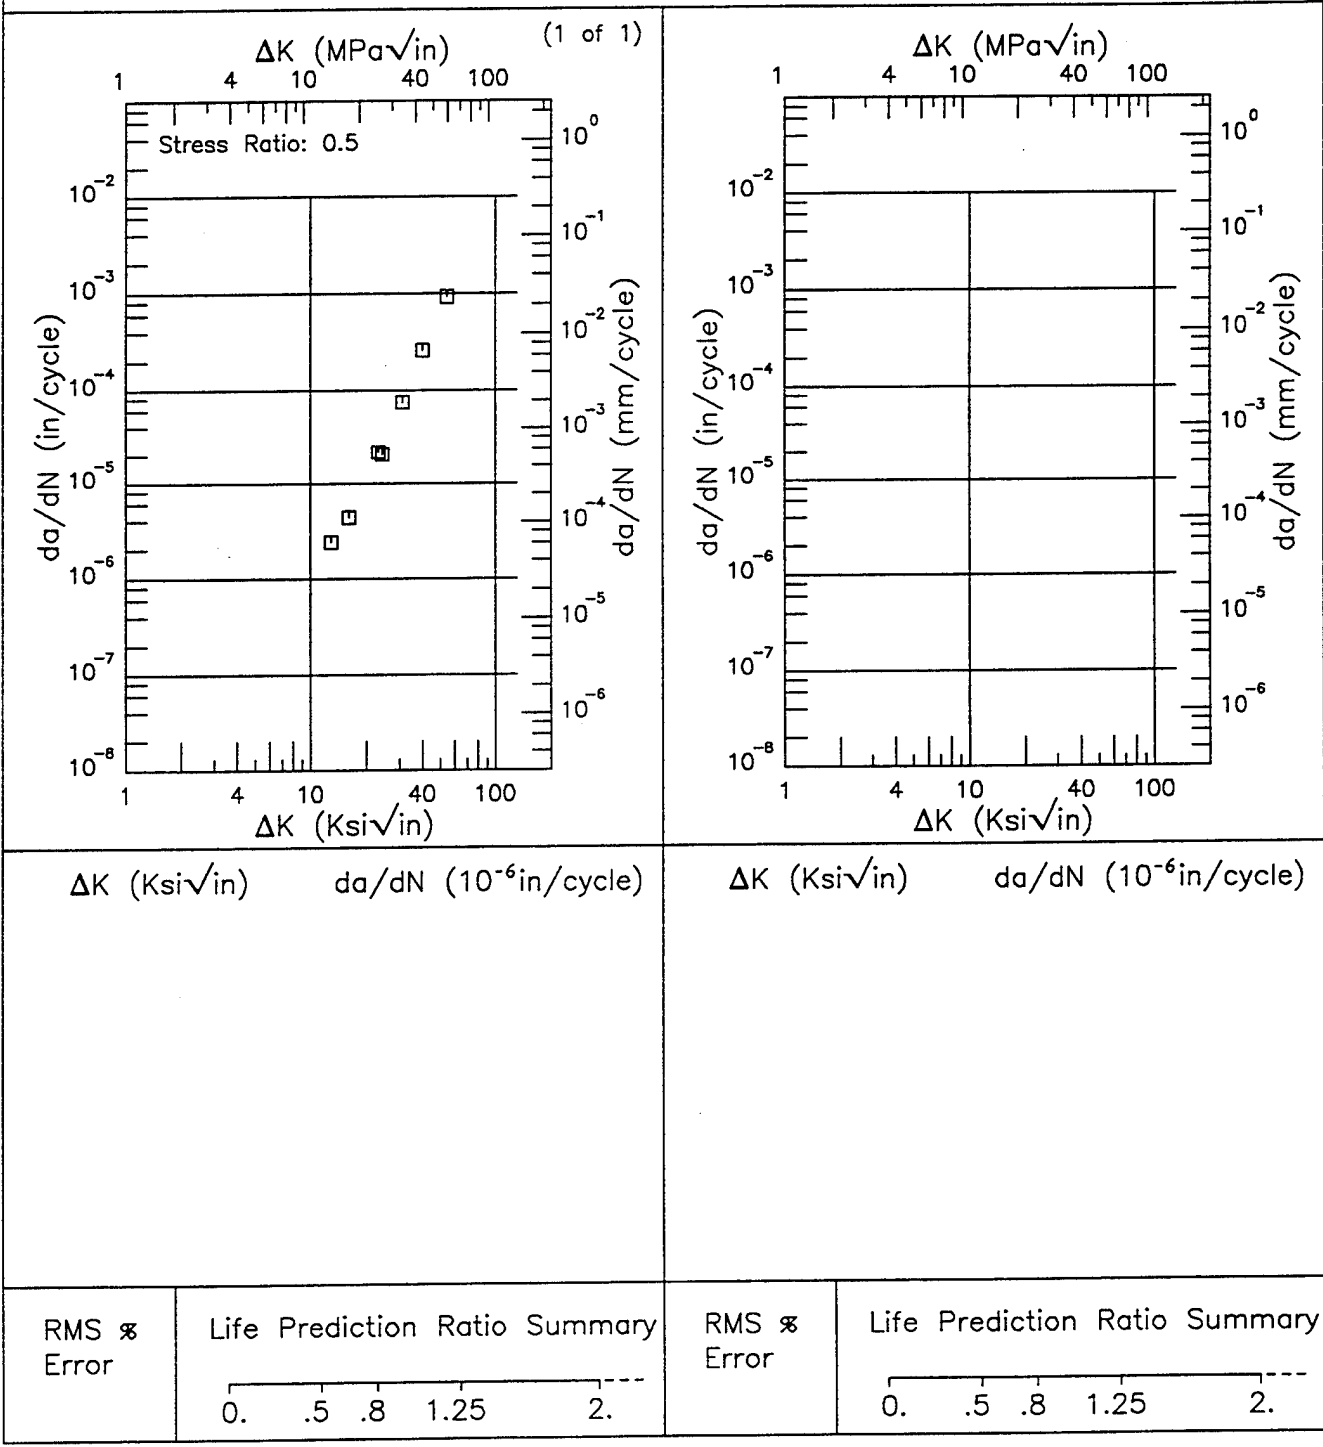 ΔK (MPa√in) (1 of 1)
1 4 10 40 100
Stress Ratio: 0.5
10⁰
10⁻²
10⁻¹
10⁻³
10⁻²
10⁻⁴
10⁻³
10⁻⁵
10⁻⁴
10⁻⁶
10⁻⁵
10⁻⁷
10⁻⁶
10⁻⁸
da/dN (in/cycle)
da/dN (mm/cycle)
1 4 10 40 100
ΔK (Ksi√in)
ΔK (MPa√in)
1 4 10 40 100
10⁰
10⁻²
10⁻¹
10⁻³
10⁻²
10⁻⁴
10⁻³
10⁻⁵
10⁻⁴
10⁻⁶
10⁻⁵
10⁻⁷
10⁻⁶
10⁻⁸
da/dN (in/cycle)
da/dN (mm/cycle)
1 4 10 40 100
ΔK (Ksi√in)
ΔK (Ksi√in) da/dN (10⁻⁶in/cycle)
ΔK (Ksi√in) da/dN (10⁻⁶in/cycle)
RMS %
Error
Life Prediction Ratio Summary
0. .5 .8 1.25 2.
RMS %
Error
Life Prediction Ratio Summary
0. .5 .8 1.25 2.